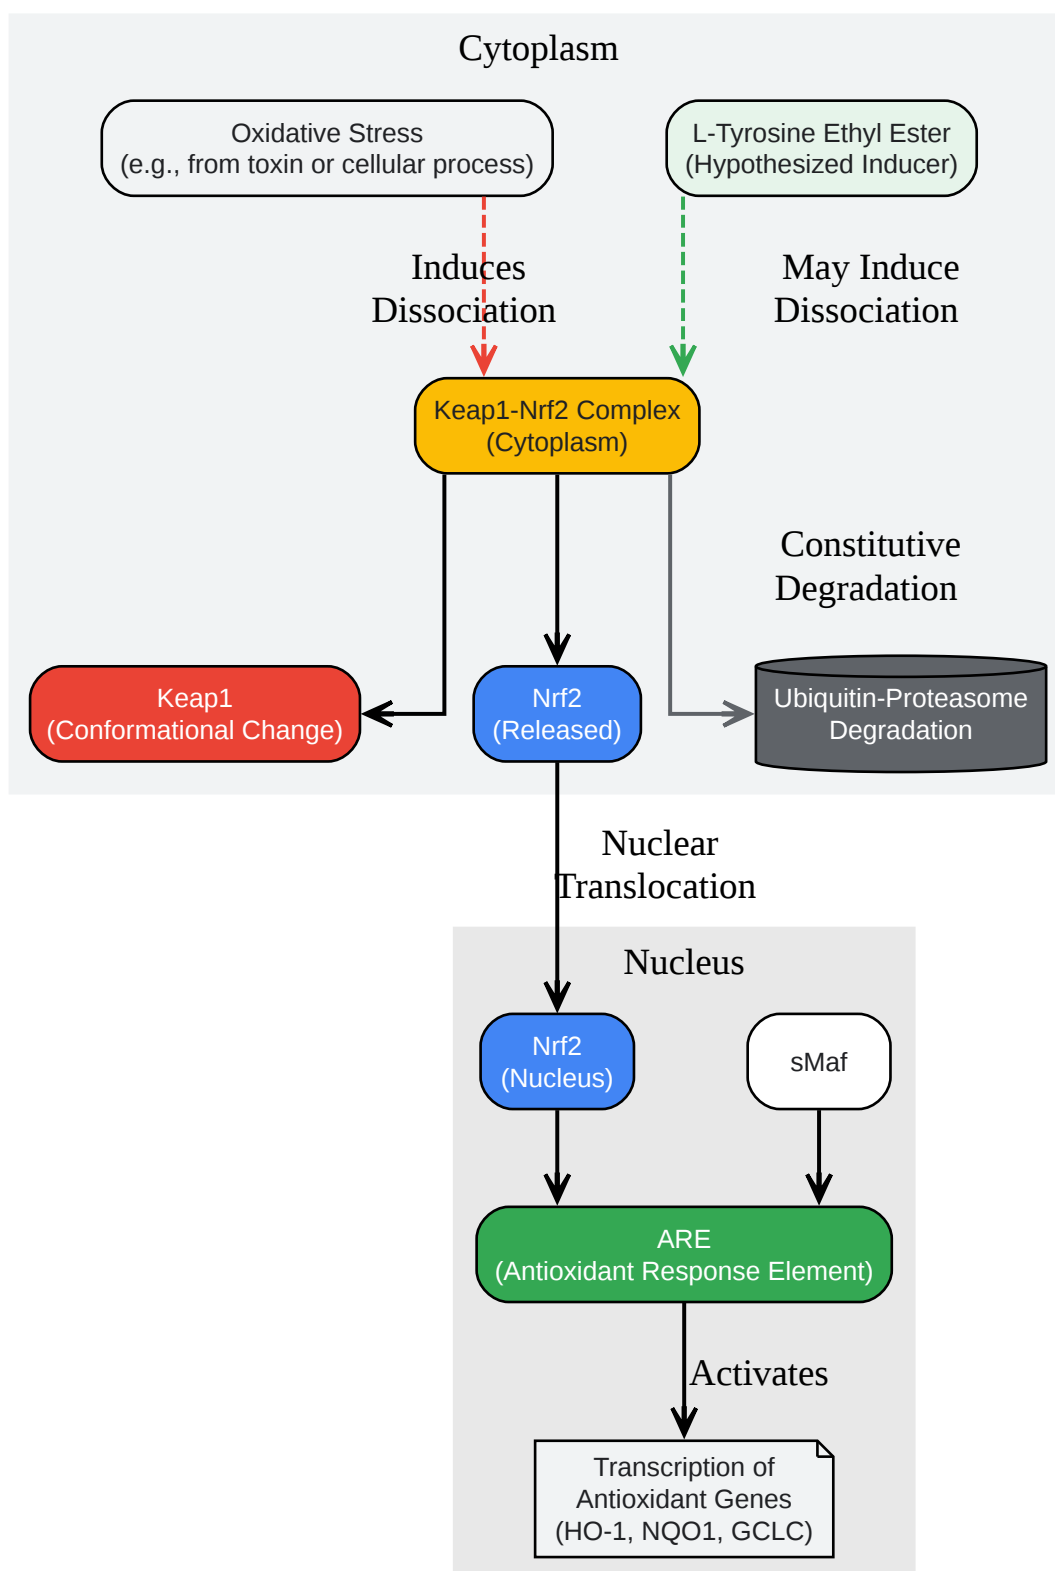 Cytoplasm
Oxidative Stress
(e.g., from toxin or cellular process)
L-Tyrosine Ethyl Ester
(Hypothesized Inducer)
Induces
Dissociation
May Induce
Dissociation
Keap1-Nrf2 Complex
(Cytoplasm)
Constitutive
Degradation
Keap1
(Conformational Change)
Nrf2
(Released)
Ubiquitin-Proteasome
Degradation
Nuclear
Translocation
Nucleus
Nrf2
(Nucleus)
sMaf
ARE
(Antioxidant Response Element)
Activates
Transcription of
Antioxidant Genes
(HO-1, NQO1, GCLC)